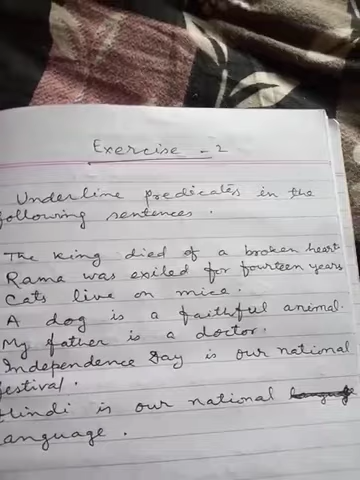 Exercise - 2
Underline predicates in the
following sentences.
The king died of a broken heart
Rama was exiled for fourteen years
Cats live on mice.
A dog is a faithful animal.
My father is a doctor.
Independence Day is our national
festival.
Hindi is our national
language.